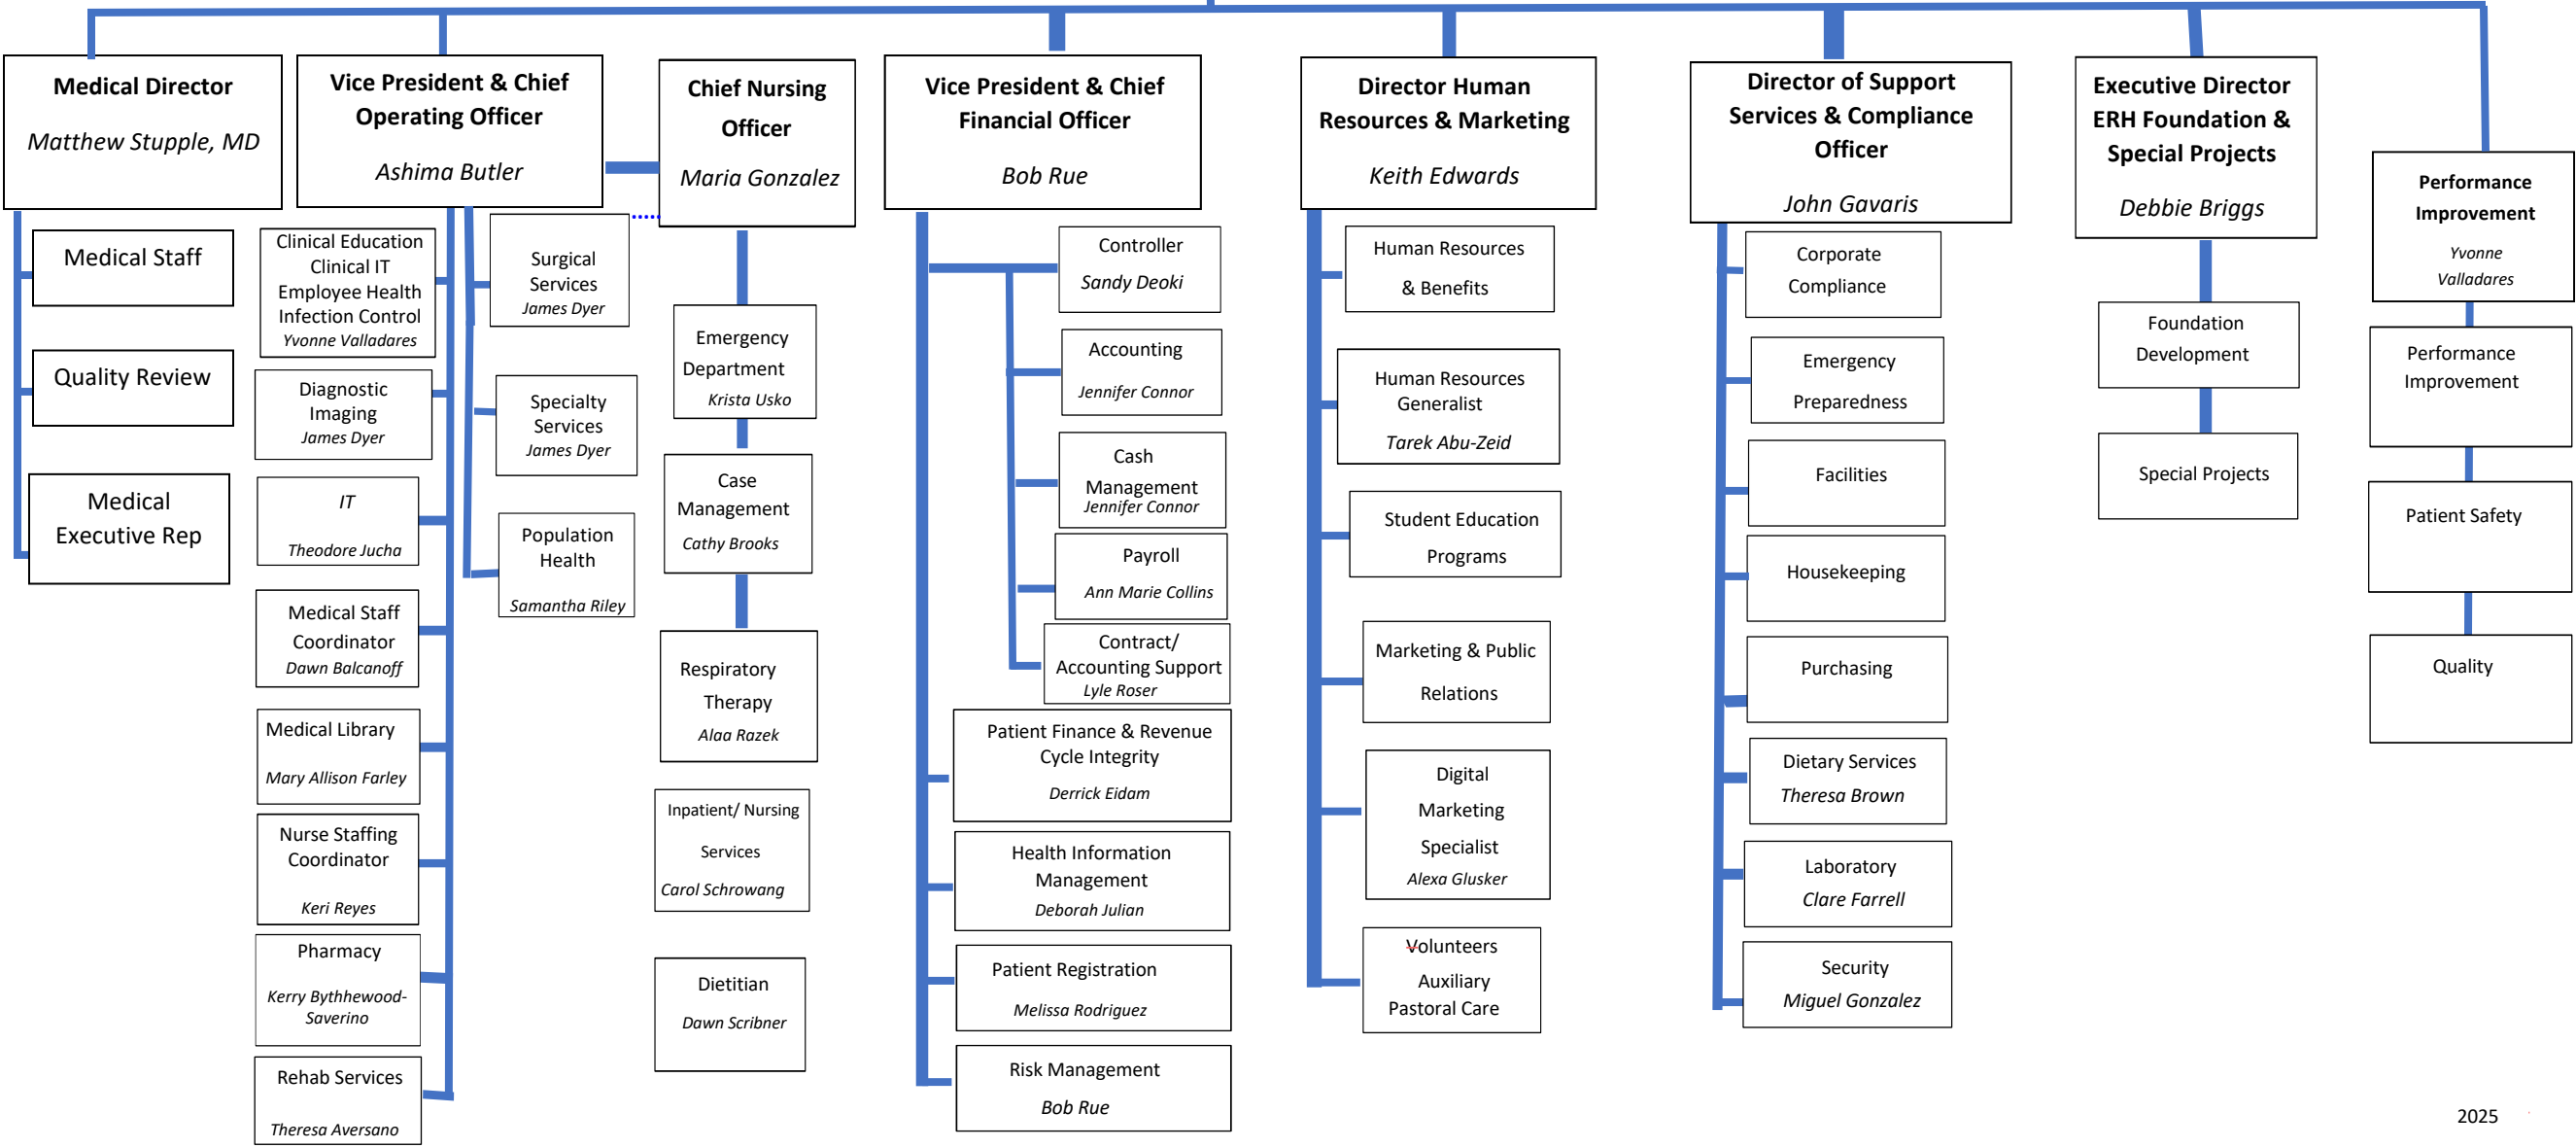 Medical Director
Matthew Stupple, MD
Medical Staff
Quality Review
Medical
Executive Rep
Vice President & Chief
Operating Officer
Ashima Butler
Clinical Education
Clinical IT
Employee Health
Infection Control
Yvonne Valladares
Diagnostic
Imaging
James Dyer
IT
Theodore Jucha
Medical Staff
Coordinator
Dawn Balcanoff
Medical Library
Mary Allison Farley
Nurse Staffing
Coordinator
Keri Reyes
Pharmacy
Kerry Bythhewood-
Saverino
Rehab Services
Theresa Aversano
Surgical
Services
James Dyer
Specialty
Services
James Dyer
Population
Health
Samantha Riley
Chief Nursing
Officer
Maria Gonzalez
Emergency
Department
Krista Usko
Case
Management
Cathy Brooks
Respiratory
Therapy
Alaa Razek
Inpatient/ Nursing
Services
Carol Schrowang
Dietitian
Dawn Scribner
Vice President & Chief
Financial Officer
Bob Rue
Controller
Sandy Deoki
Accounting
Jennifer Connor
Cash
Management
Jennifer Connor
Payroll
Ann Marie Collins
Contract/
Accounting Support
Lyle Roser
Patient Finance & Revenue
Cycle Integrity
Derrick Eidam
Health Information
Management
Deborah Julian
Patient Registration
Melissa Rodriguez
Risk Management
Bob Rue
Director Human
Resources & Marketing
Keith Edwards
Human Resources
& Benefits
Human Resources
Generalist
Tarek Abu-Zeid
Student Education
Programs
Marketing & Public
Relations
Digital
Marketing
Specialist
Alexa Glusker
Volunteers
Auxiliary
Pastoral Care
Director of Support
Services & Compliance
Officer
John Gavaris
Corporate
Compliance
Emergency
Preparedness
Facilities
Housekeeping
Purchasing
Dietary Services
Theresa Brown
Laboratory
Clare Farrell
Security
Miguel Gonzalez
Executive Director
ERH Foundation &
Special Projects
Debbie Briggs
Foundation
Development
Special Projects
Performance
Improvement
Yvonne
Valladares
Performance
Improvement
Patient Safety
Quality
2025